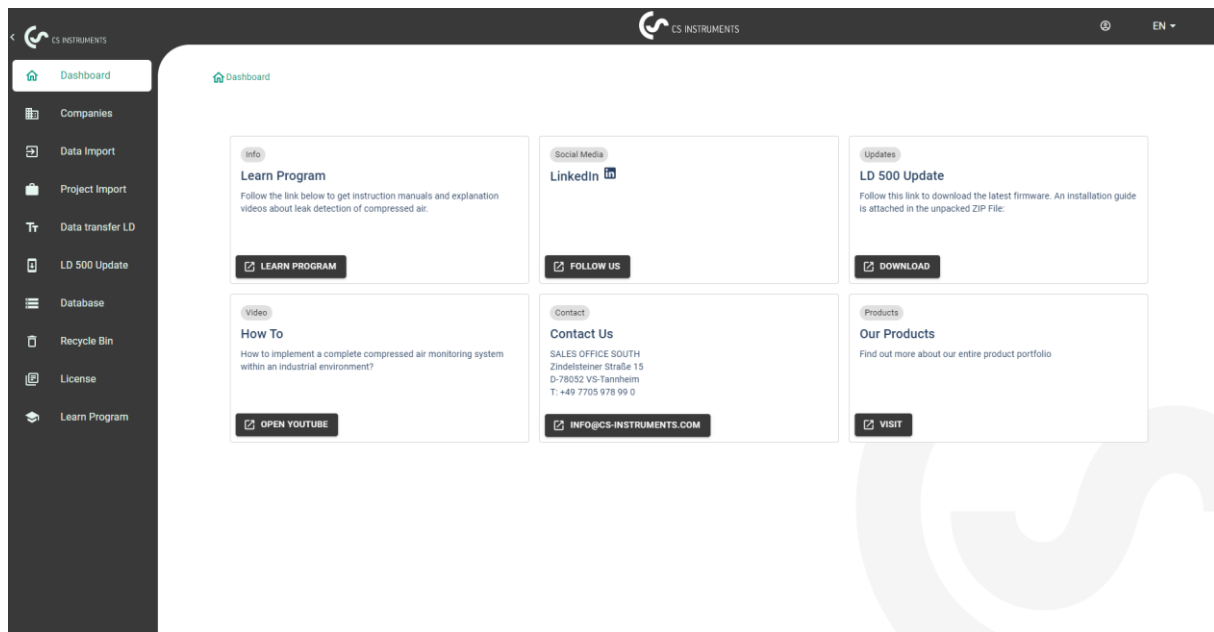 CS INSTRUMENTS
CS INSTRUMENTS
EN
Dashboard
Companies
Data Import
Project Import
Data transfer LD
LD 500 Update
Database
Recycle Bin
License
Learn Program
Dashboard
Info
Learn Program
Follow the link below to get instruction manuals and explanation
videos about leak detection of compressed air.
LEARN PROGRAM
Social Media
LinkedIn in
FOLLOW US
Updates
LD 500 Update
Follow this link to download the latest firmware. An installation guide
is attached in the unpacked ZIP File:
DOWNLOAD
Video
How To
How to implement a complete compressed air monitoring system
within an industrial environment?
OPEN YOUTUBE
Contact
Contact Us
SALES OFFICE SOUTH
Zindelsteiner Straße 15
D-78052 VS-Tannheim
T: +49 7705 978 99 0
INFO@CS-INSTRUMENTS.COM
Products
Our Products
Find out more about our entire product portfolio
VISIT